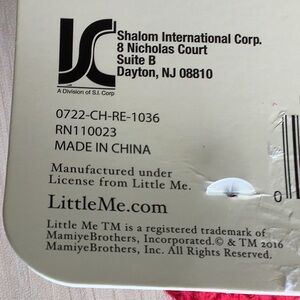 ISC
Shalom International Corp.
8 Nicholas Court
Suite B
Dayton, NJ 08810
A Division of S.I. Corp
0722-CH-RE-1036
RN110023
MADE IN CHINA
Manufactured under
License from Little Me.
LittleMe.com
Little Me TM is a registered trademark of
MamiyeBrothers, Incorporated.© & TM 2016
MamiyeBrothers, Inc. All Rights Reserved.
0